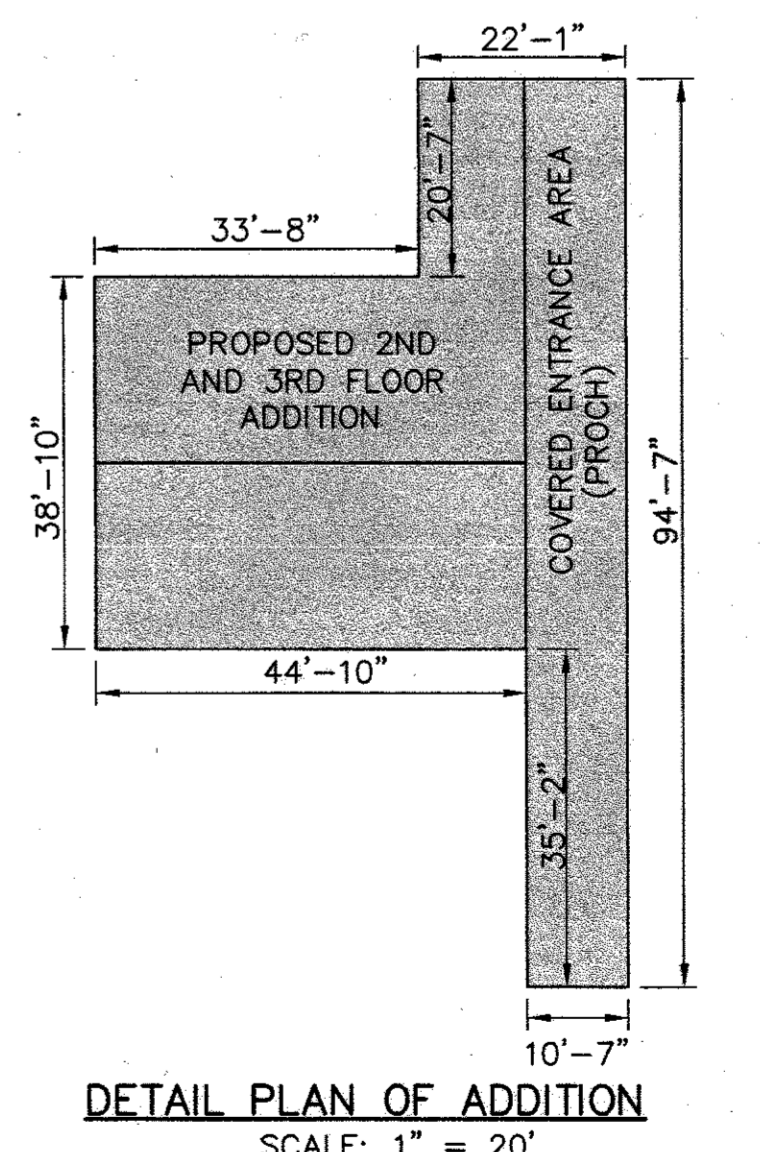 22'-1"
20'-7"
33'-8"
PROPOSED 2ND
AND 3RD FLOOR
ADDITION
COVERED ENTRANCE AREA
(PROCH)
38'-10"
94'-7"
44'-10"
35'-2"
10'-7"
DETAIL PLAN OF ADDITION
SCALE: 1" = 20'